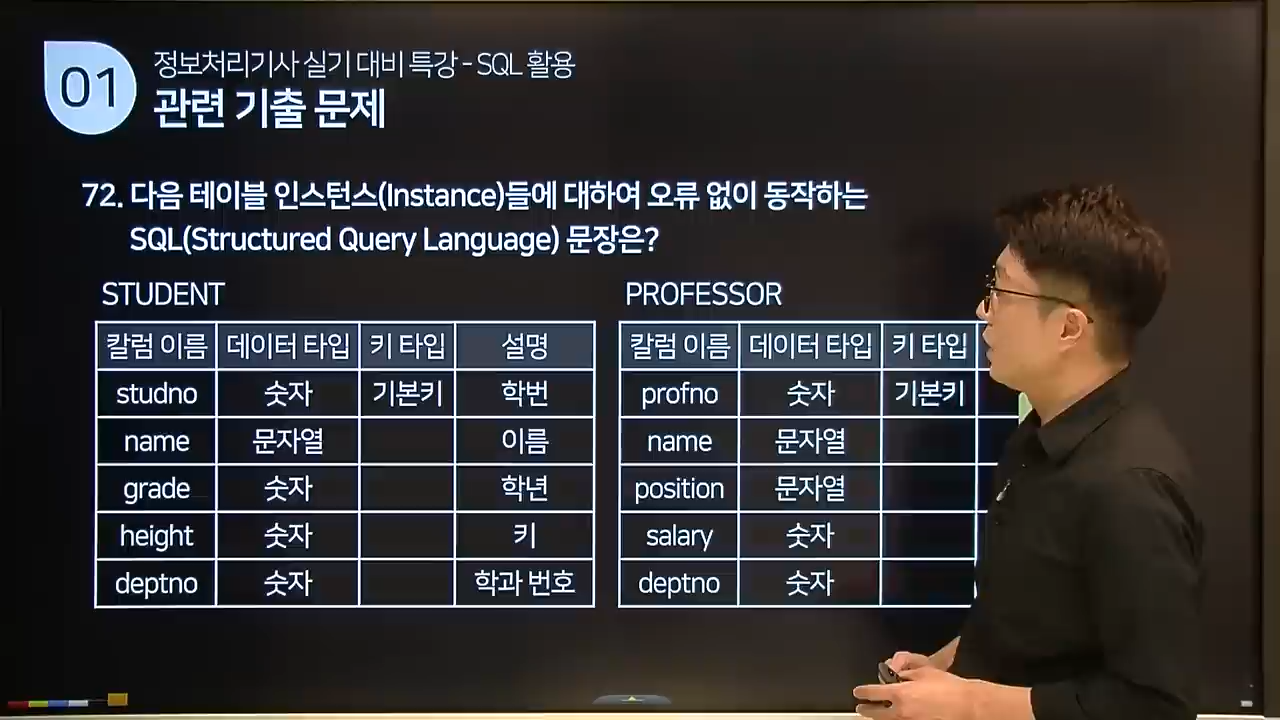 01
정보처리기사 실기 대비 특강 - SQL 활용
관련 기출 문제
72. 다음 테이블 인스턴스(Instance)들에 대하여 오류 없이 동작하는
SQL(Structured Query Language) 문장은?
STUDENT
칼럼 이름 데이터 타입 키 타입 설명
studno 숫자 기본키 학번
name 문자열 이름
grade 숫자 학년
height 숫자 키
deptno 숫자 학과 번호
PROFESSOR
칼럼 이름 데이터 타입 키 타입
profno 숫자 기본키
name 문자열
position 문자열
salary 숫자
deptno 숫자